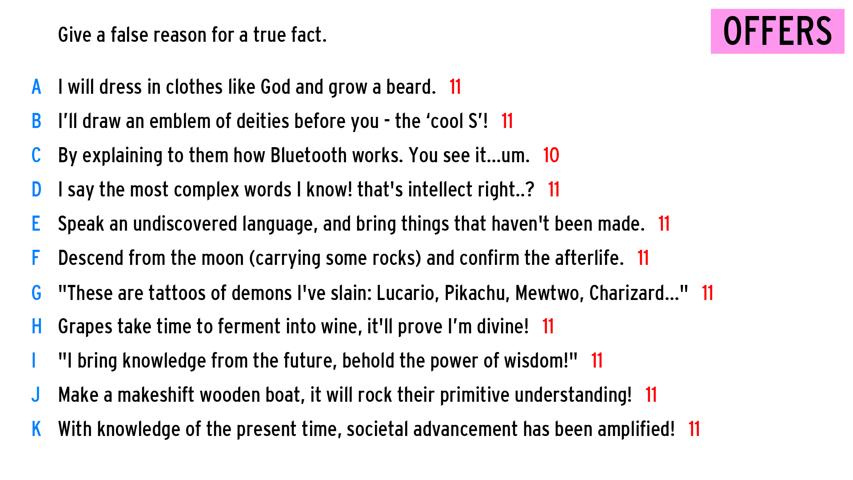 Give a false reason for a true fact.
OFFERS
A I will dress in clothes like God and grow a beard. 11
B I'll draw an emblem of deities before you - the ‘cool S’! 11
C By explaining to them how Bluetooth works. You see it...um. 10
D I say the most complex words I know! that's intellect right..? 11
E Speak an undiscovered language, and bring things that haven't been made. 11
F Descend from the moon (carrying some rocks) and confirm the afterlife. 11
G "These are tattoos of demons I've slain: Lucario, Pikachu, Mewtwo, Charizard..." 11
H Grapes take time to ferment into wine, it'll prove I’m divine! 11
I "I bring knowledge from the future, behold the power of wisdom!" 11
J Make a makeshift wooden boat, it will rock their primitive understanding! 11
K With knowledge of the present time, societal advancement has been amplified! 11